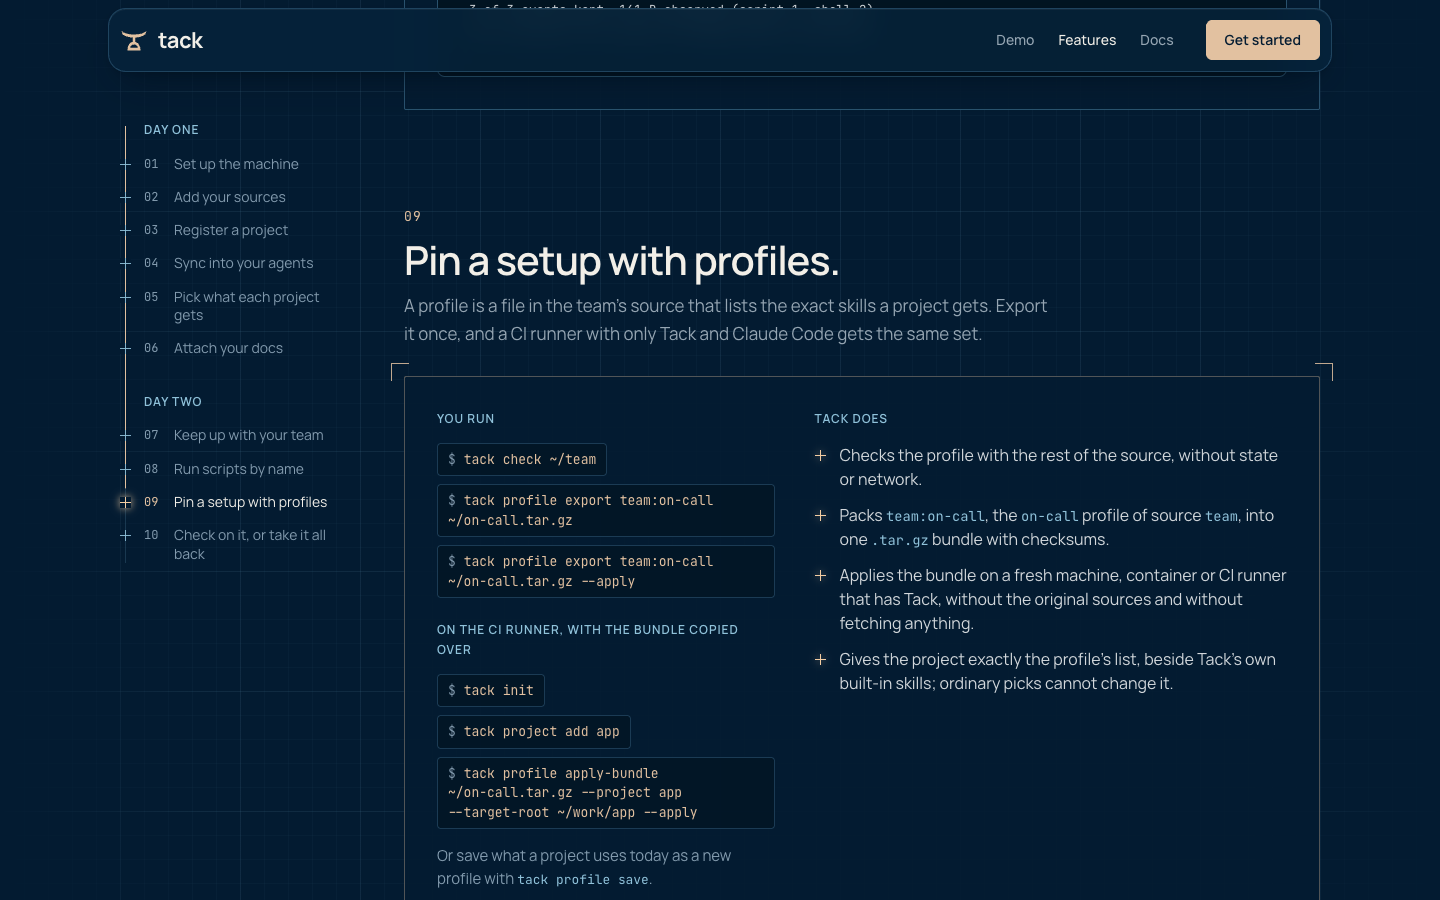 tack
Demo
Features
Docs
Get started
DAY ONE
01 Set up the machine
02 Add your sources
03 Register a project
04 Sync into your agents
05 Pick what each project
gets
06 Attach your docs
DAY TWO
07 Keep up with your team
08 Run scripts by name
09 Pin a setup with profiles
10 Check on it, or take it all
back
09
Pin a setup with profiles.
A profile is a file in the team's source that lists the exact skills a project gets. Export
it once, and a CI runner with only Tack and Claude Code gets the same set.
YOU RUN
$ tack check ~/team
$ tack profile export team:on-call
~/on-call.tar.gz
$ tack profile export team:on-call
~/on-call.tar.gz --apply
ON THE CI RUNNER, WITH THE BUNDLE COPIED
OVER
$ tack init
$ tack project add app
$ tack profile apply-bundle
~/on-call.tar.gz --project app
--target-root ~/work/app --apply
Or save what a project uses today as a new
profile with tack profile save.
TACK DOES
Checks the profile with the rest of the source, without state
or network.
Packs team:on-call, the on-call profile of source team, into
one .tar.gz bundle with checksums.
Applies the bundle on a fresh machine, container or CI runner
that has Tack, without the original sources and without
fetching anything.
Gives the project exactly the profile's list, beside Tack's own
built-in skills; ordinary picks cannot change it.